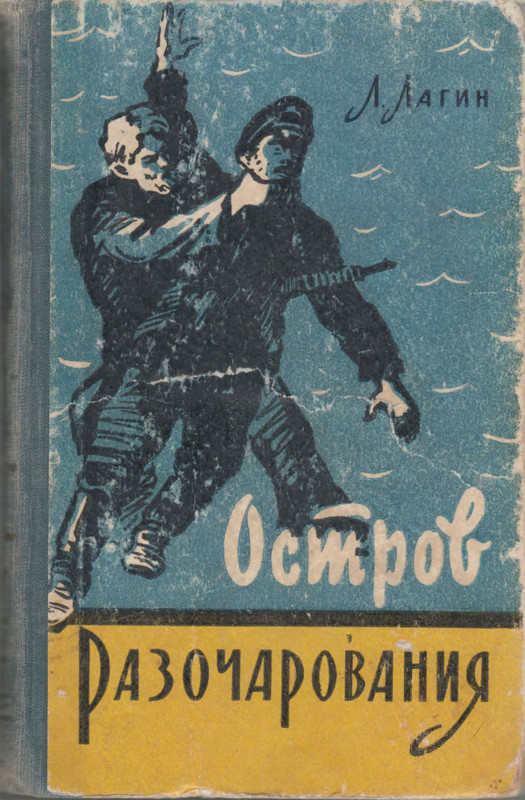 Л. Лагин
Остров
Разочарования